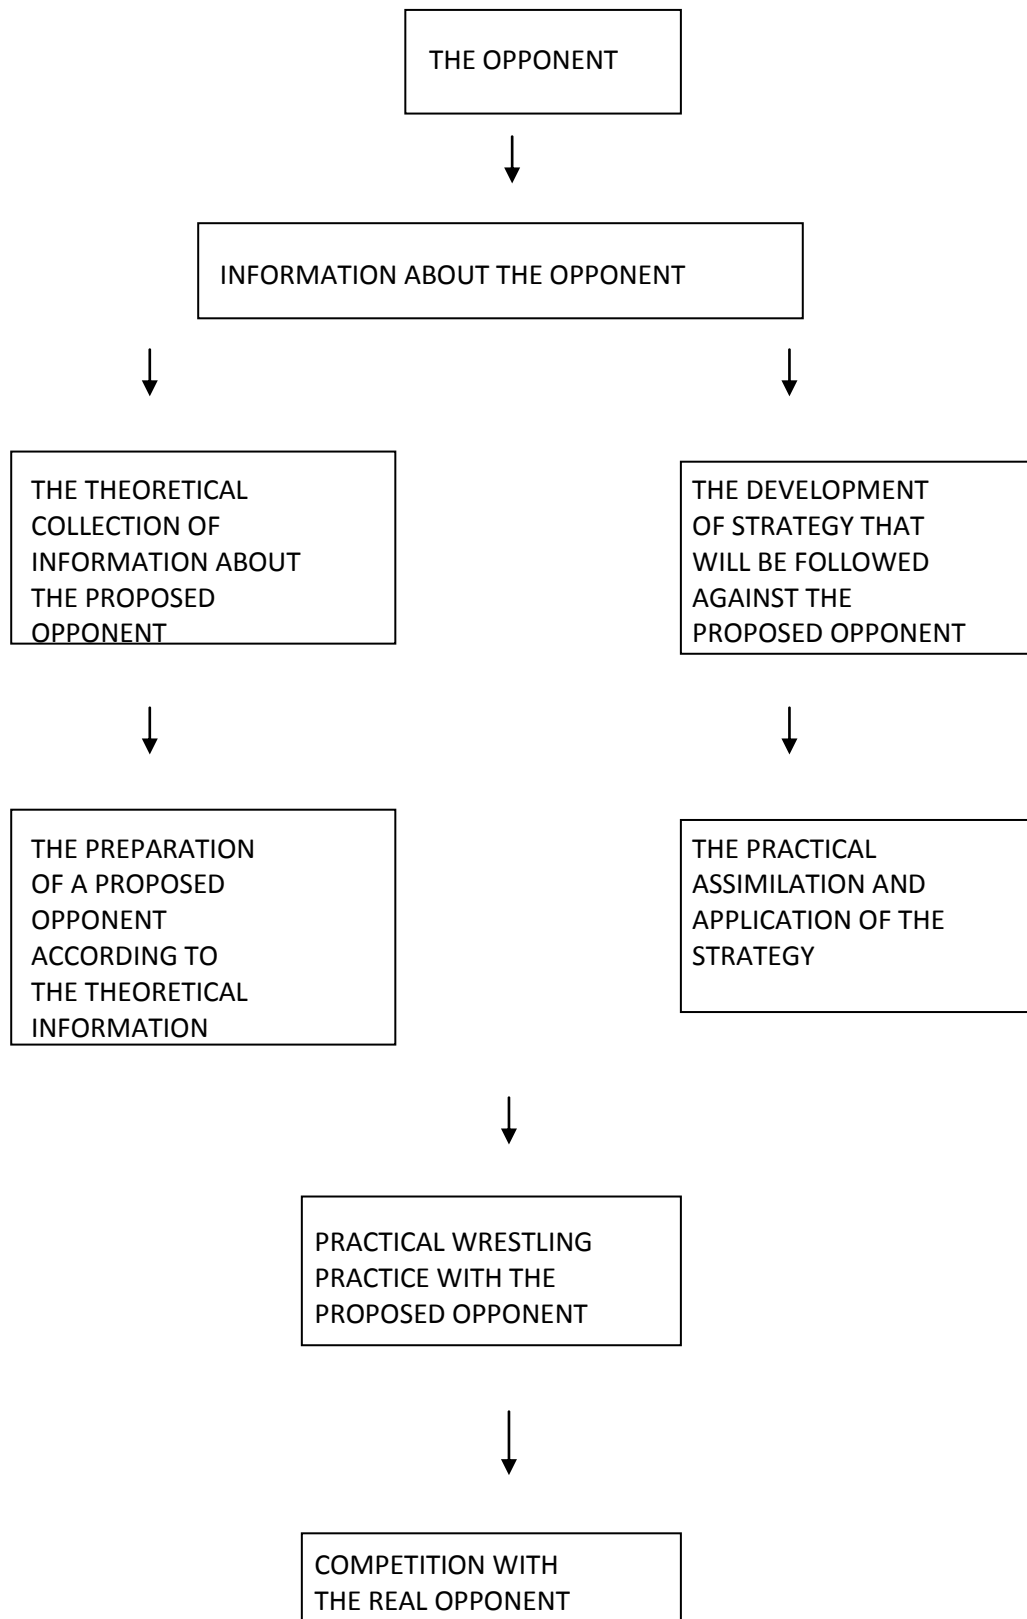 THE OPPONENT
INFORMATION ABOUT THE OPPONENT
THE THEORETICAL
COLLECTION OF
INFORMATION ABOUT
THE PROPOSED
OPPONENT
THE DEVELOPMENT
OF STRATEGY THAT
WILL BE FOLLOWED
AGAINST THE
PROPOSED OPPONENT
THE PREPARATION
OF A PROPOSED
OPPONENT
ACCORDING TO
THE THEORETICAL
INFORMATION
THE PRACTICAL
ASSIMILATION AND
APPLICATION OF THE
STRATEGY
PRACTICAL WRESTLING
PRACTICE WITH THE
PROPOSED OPPONENT
COMPETITION WITH
THE REAL OPPONENT